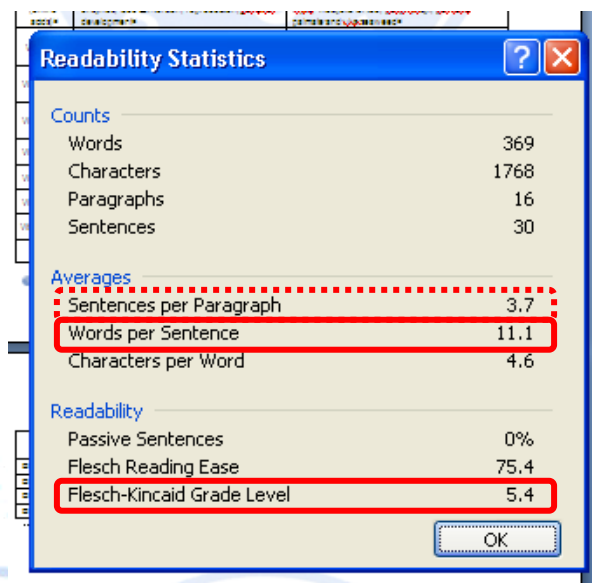 Readability Statistics
Counts
Words 369
Characters 1768
Paragraphs 16
Sentences 30
Averages
Sentences per Paragraph 3.7
Words per Sentence 11.1
Characters per Word 4.6
Readability
Passive Sentences 0%
Flesch Reading Ease 75.4
Flesch-Kincaid Grade Level 5.4
OK